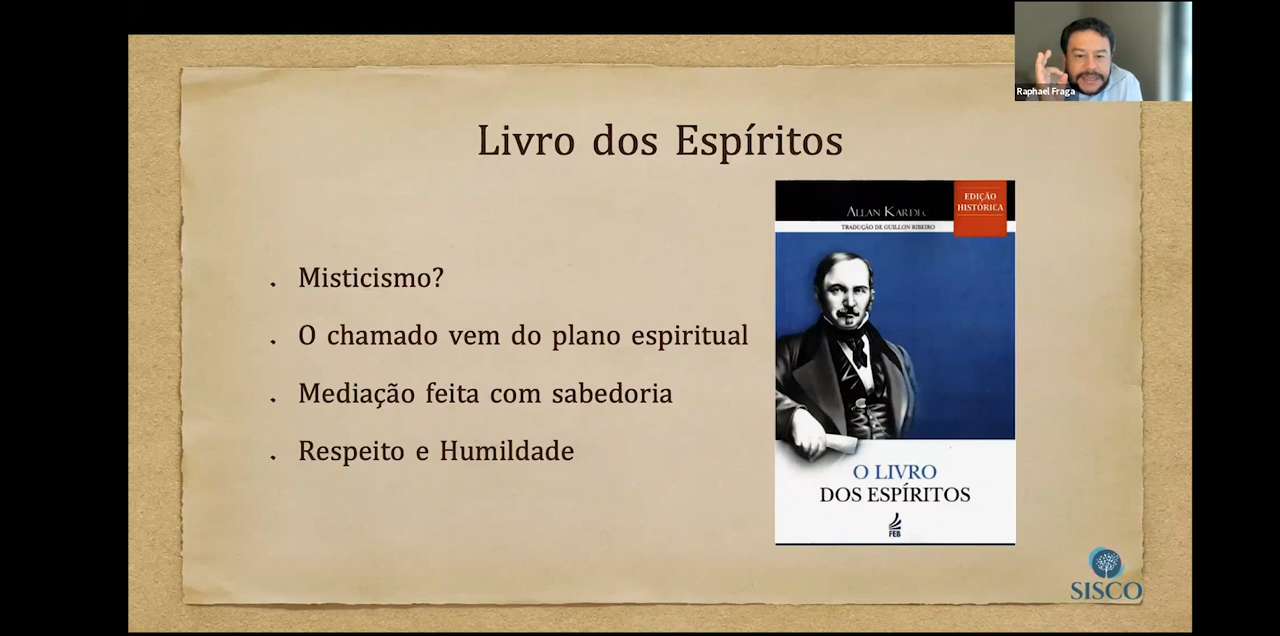 Raphael Fraga
Livro dos Espíritos
Misticismo?
O chamado vem do plano espiritual
Mediação feita com sabedoria
Respeito e Humildade
ALLAN KARDEC
EDIÇÃO
HISTÓRICA
TRADUÇÃO DE GUILLON RIBEIRO
O LIVRO
DOS ESPÍRITOS
FEB
SISCO